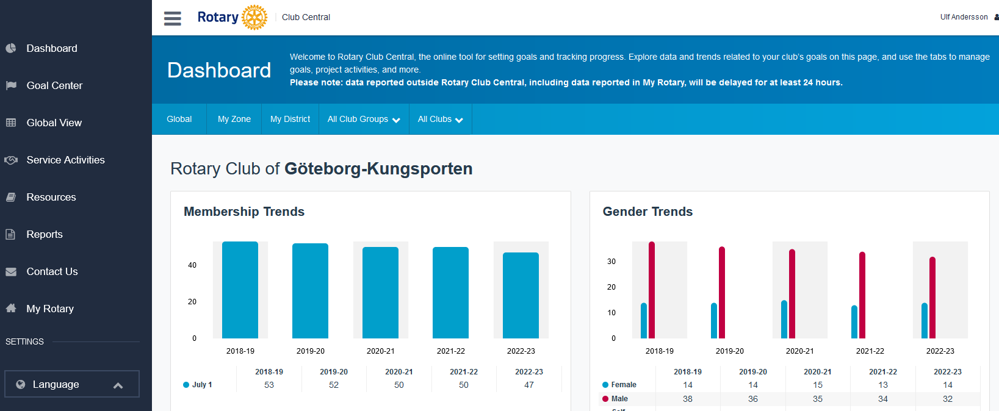 Rotary
Club Central
Ulf Andersson
Dashboard
Goal Center
Global View
Service Activities
Resources
Reports
Contact Us
My Rotary
SETTINGS
Language
Dashboard
Welcome to Rotary Club Central, the online tool for setting goals and tracking progress. Explore data and trends related to your club's goals on this page, and use the tabs to manage
goals, project activities, and more.
Please note: data reported outside Rotary Club Central, including data reported in My Rotary, will be delayed for at least 24 hours.
Global My Zone My District All Club Groups All Clubs
Rotary Club of Göteborg-Kungsporten
Membership Trends
40
20
0
2018-19 2019-20 2020-21 2021-22 2022-23
2018-19 2019-20 2020-21 2021-22 2022-23
July 1 53 52 50 50 47
Gender Trends
30
20
10
0
2018-19 2019-20 2020-21 2021-22 2022-23
2018-19 2019-20 2020-21 2021-22 2022-23
Female 14 14 15 13 14
Male 38 36 35 34 32